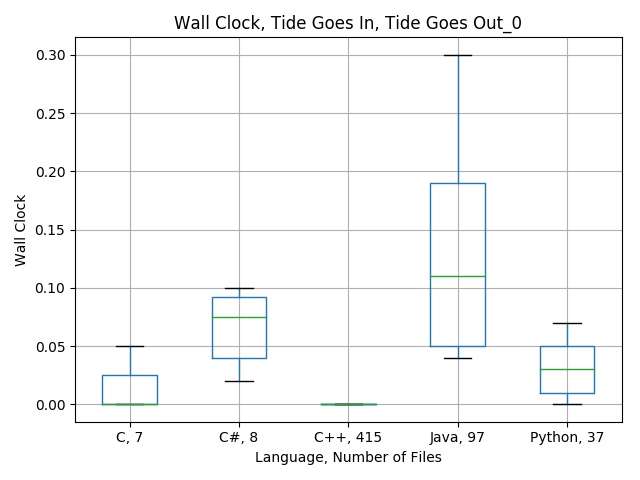 Wall Clock, Tide Goes In, Tide Goes Out_0
0.30
0.25
0.20
0.15
0.10
0.05
0.00
Wall Clock
C, 7
C#, 8
C++, 415
Java, 97
Python, 37
Language, Number of Files